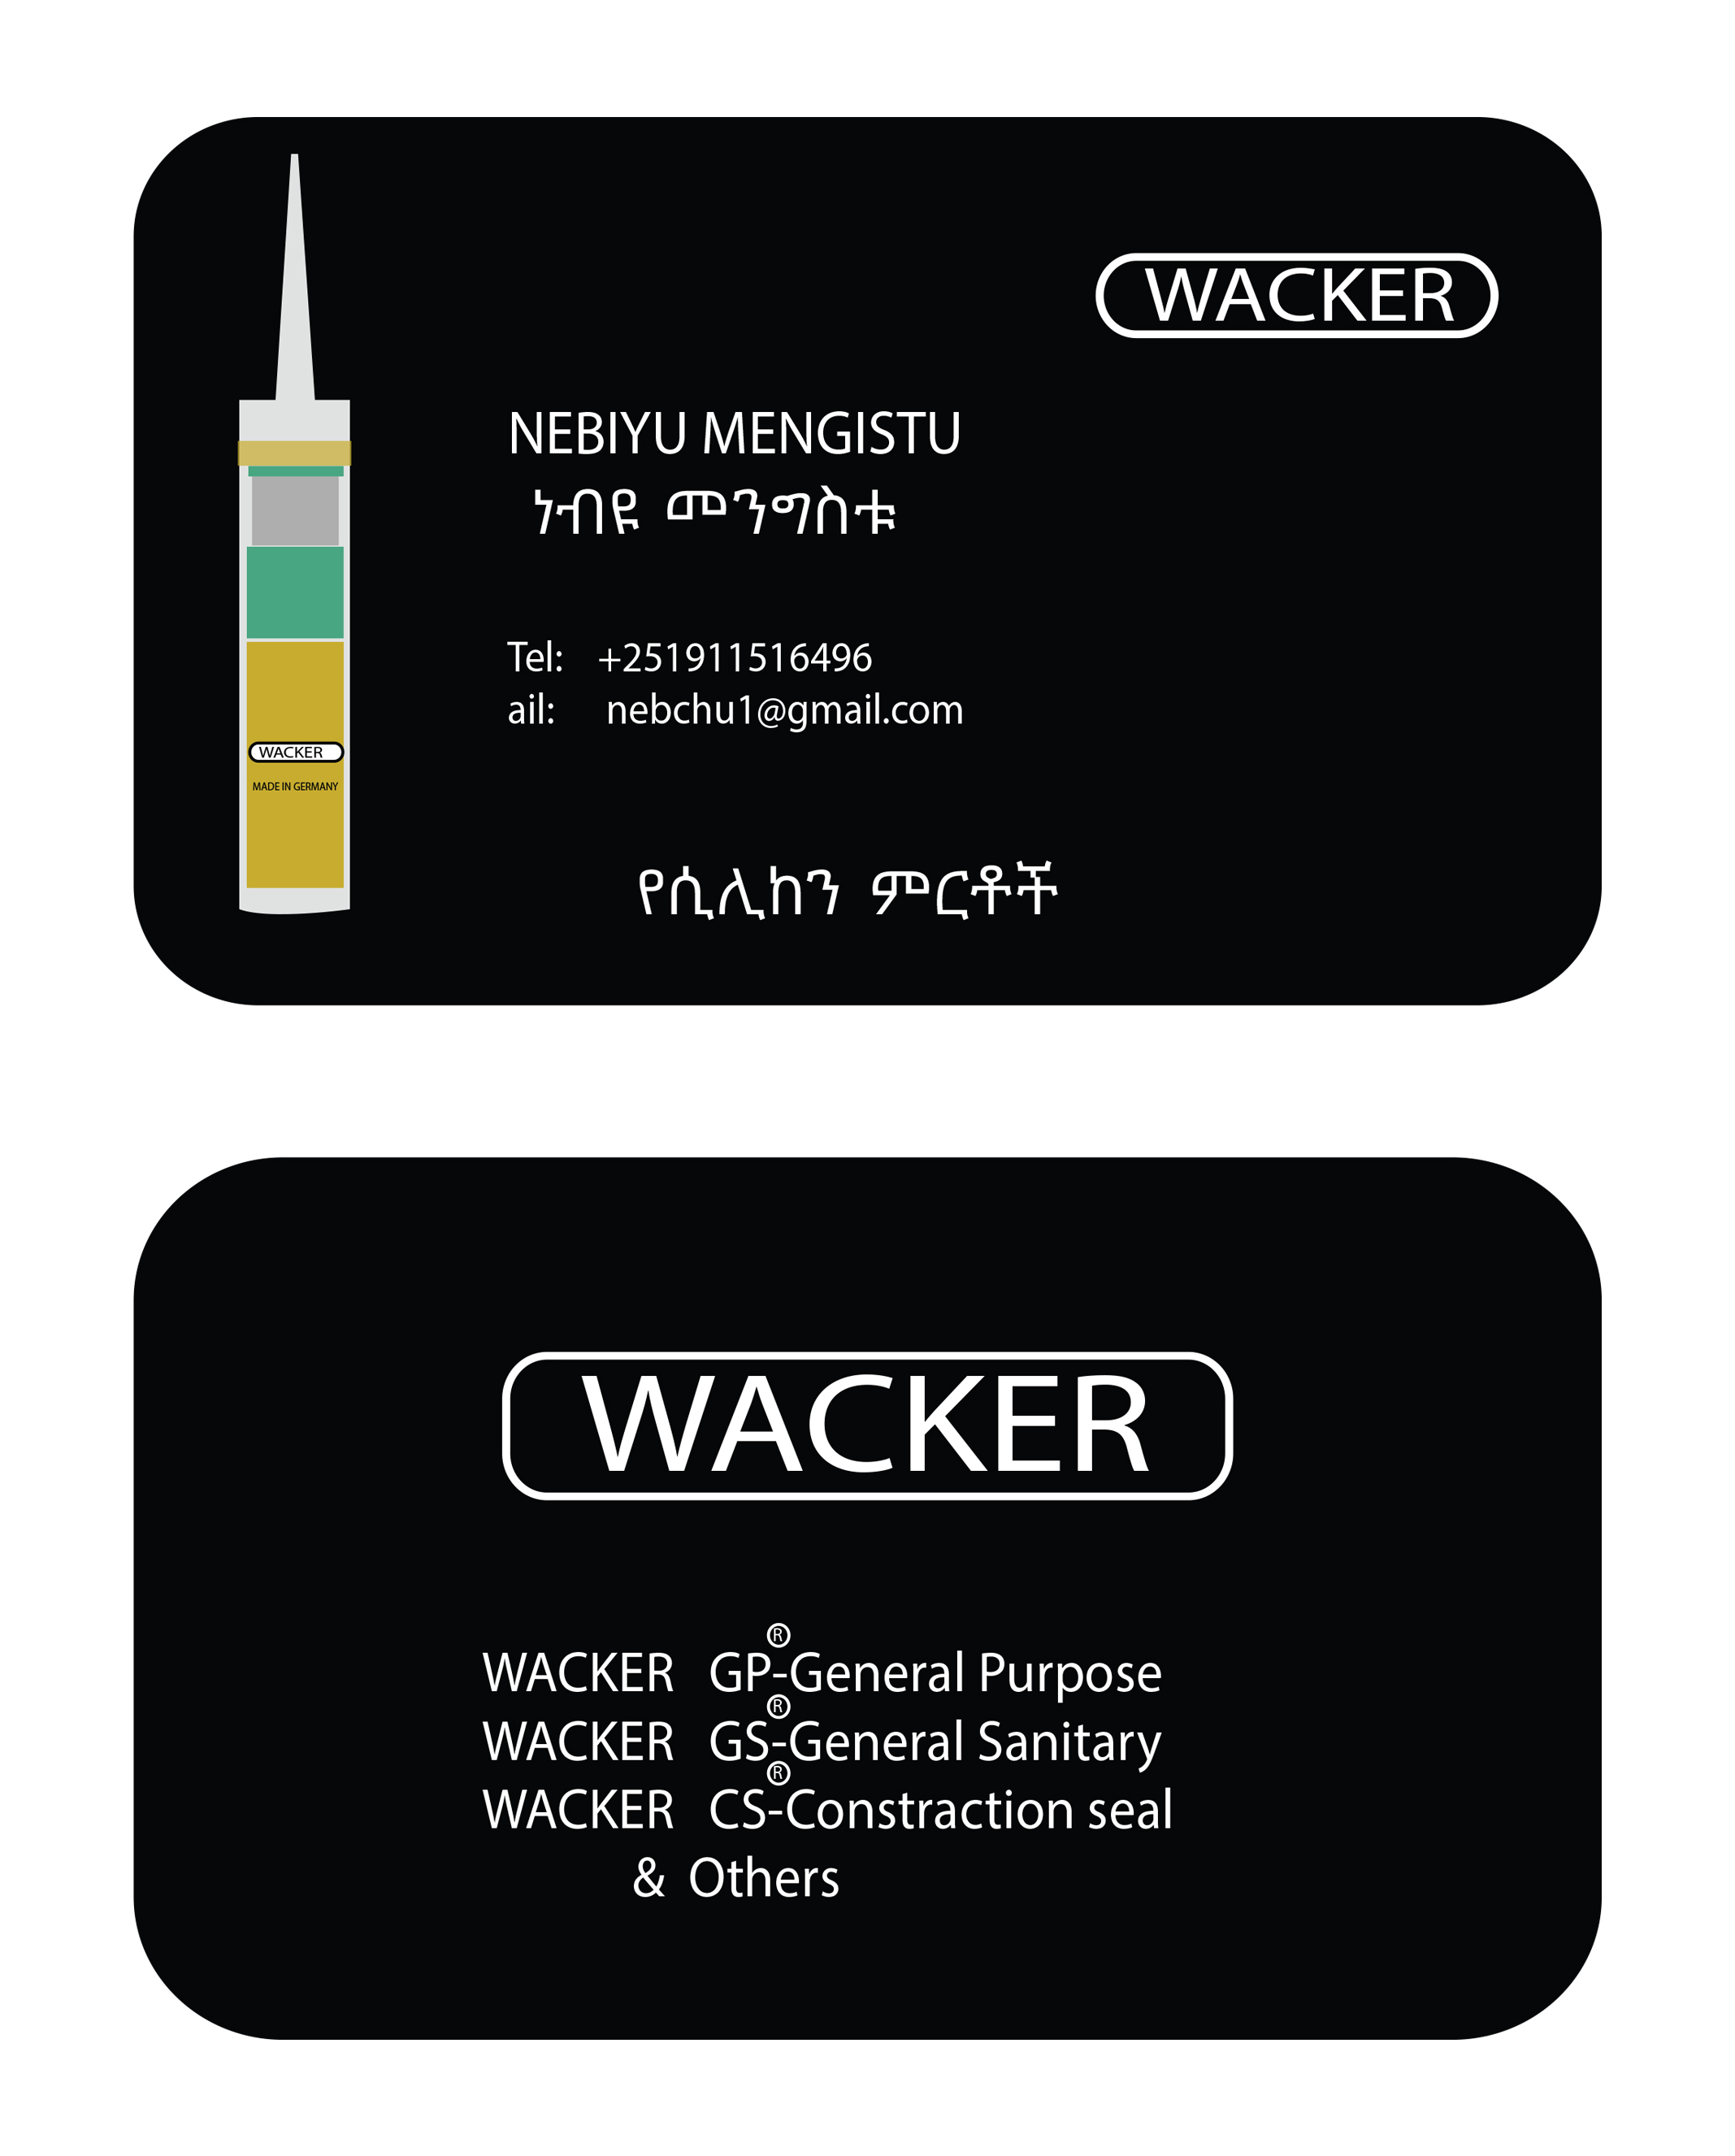 WACKER
NEBIYU MENGISTU
ነብዩ መንግስቱ
Tel: +251911516496
ail: nebchu1@gmail.com
WACKER
MADE IN GERMANY
የሲሊከን ምርቶች
WACKER
WACKER GP-®General Purpose
WACKER GS-®General Sanitary
WACKER CS-®Constraction seal
& Others